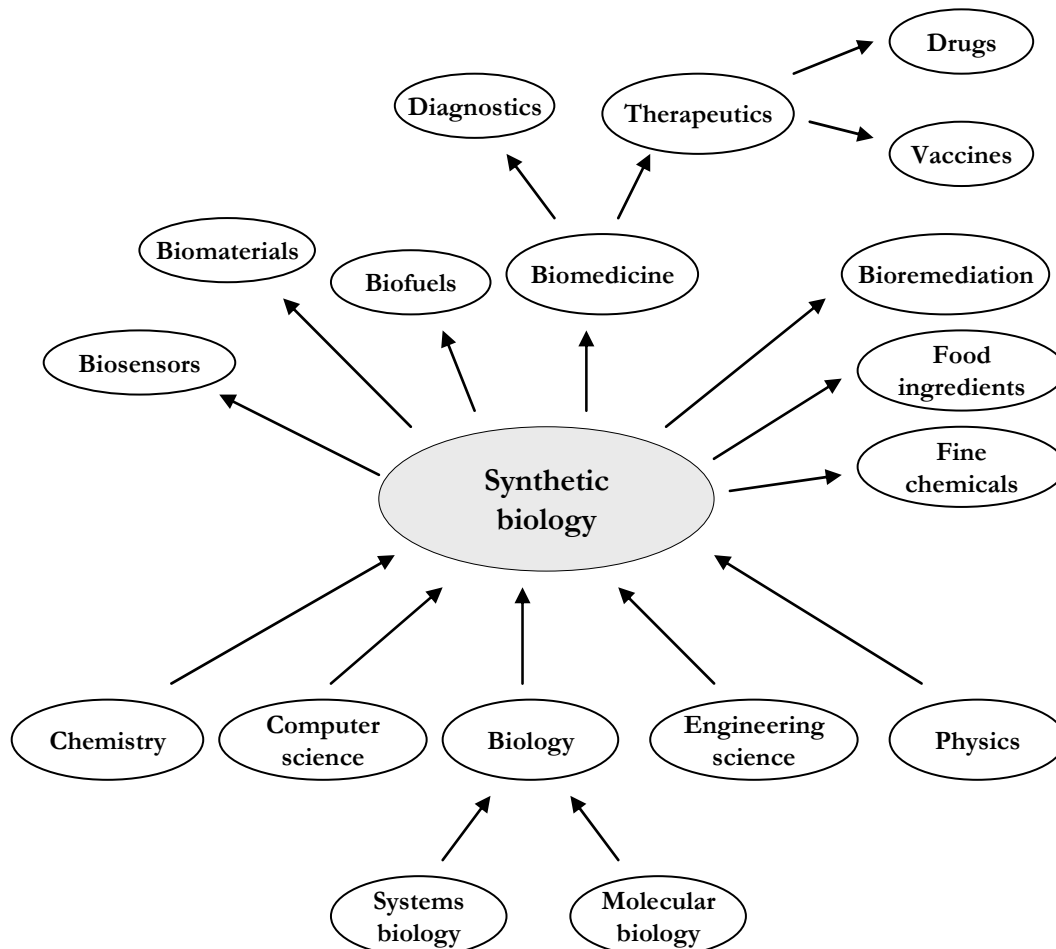 Drugs
Diagnostics
Therapeutics
Vaccines
Biomaterials
Biofuels
Biomedicine
Bioremediation
Biosensors
Food
ingredients
Fine
chemicals
Synthetic
biology
Chemistry
Computer
science
Biology
Engineering
science
Physics
Systems
biology
Molecular
biology